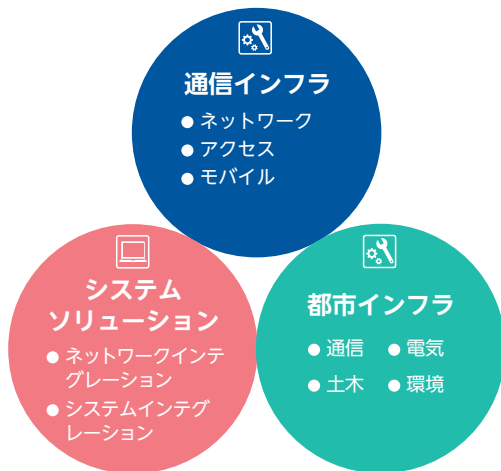 通信インフラ
● ネットワーク
● アクセス
● モバイル
システム
ソリューション
● ネットワークインテ
グレーション
● システムインテグ
レーション
都市インフラ
● 通信 ● 電気
● 土木 ● 環境